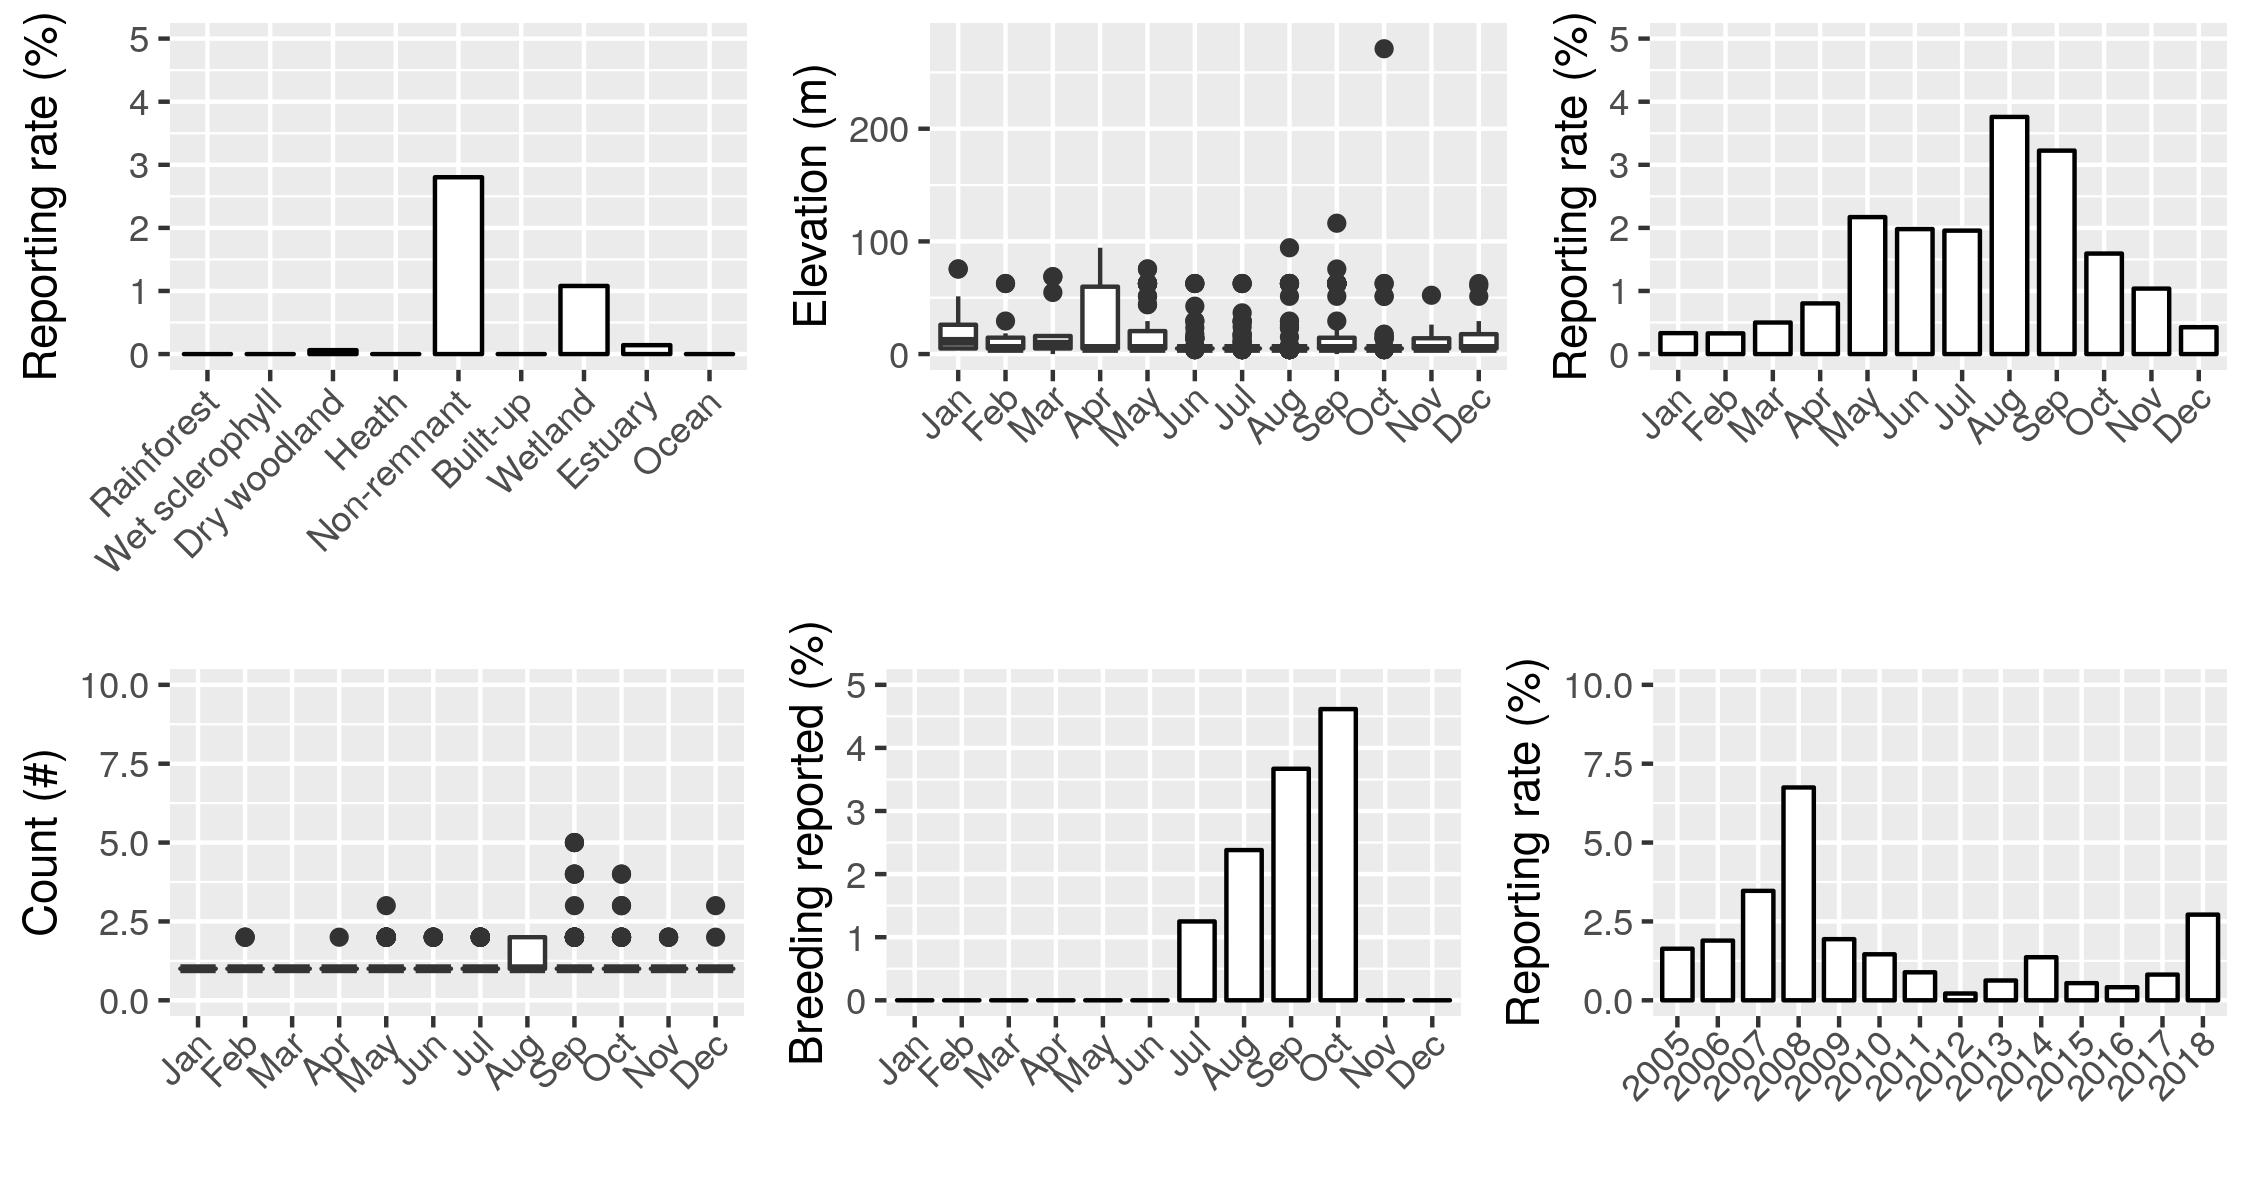 Reporting rate (%)
5
4
3
2
1
0
Rainforest
Wet sclerophyll
Dry woodland
Heath
Non-remnant
Built-up
Wetland
Estuary
Ocean
Elevation (m)
200
100
0
Jan
Feb
Mar
Apr
May
Jun
Jul
Aug
Sep
Oct
Nov
Dec
Reporting rate (%)
5
4
3
2
1
0
Jan
Feb
Mar
Apr
May
Jun
Jul
Aug
Sep
Oct
Nov
Dec
Count (#)
10.0
7.5
5.0
2.5
0.0
Jan
Feb
Mar
Apr
May
Jun
Jul
Aug
Sep
Oct
Nov
Dec
Breeding reported (%)
5
4
3
2
1
0
Jan
Feb
Mar
Apr
May
Jun
Jul
Aug
Sep
Oct
Nov
Dec
Reporting rate (%)
10.0
7.5
5.0
2.5
0.0
2005
2006
2007
2008
2009
2010
2011
2012
2013
2014
2015
2016
2017
2018